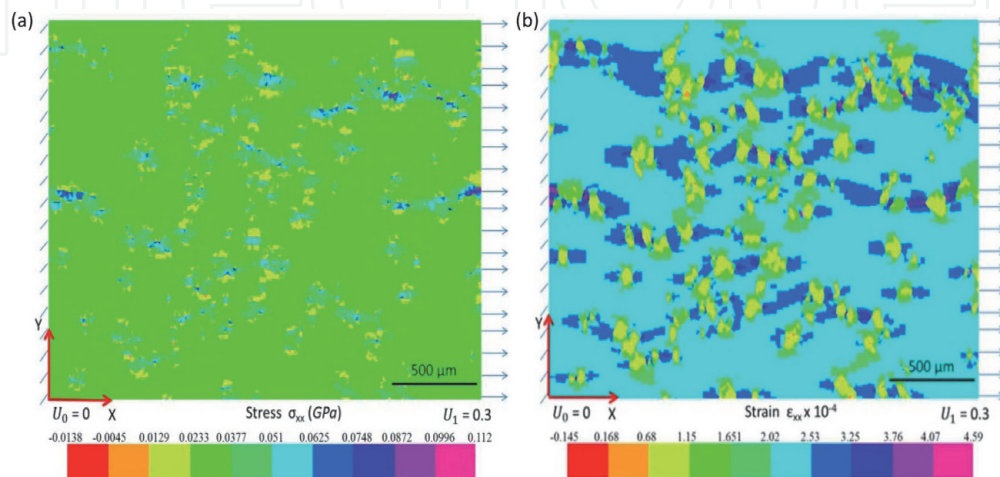 (a)
(b)
Y
500 μm
U₀ = 0 X Stress σₓₓ (GPa) U₁ = 0.3
-0.0138 -0.0045 0.0129 0.0233 0.0377 0.051 0.0625 0.0748 0.0872 0.0996 0.112
Y
500 μm
U₀ = 0 X Strain εₓₓ x 10⁻⁴ U₁ = 0.3
-0.145 0.168 0.68 1.15 1.651 2.02 2.53 3.25 3.76 4.07 4.59